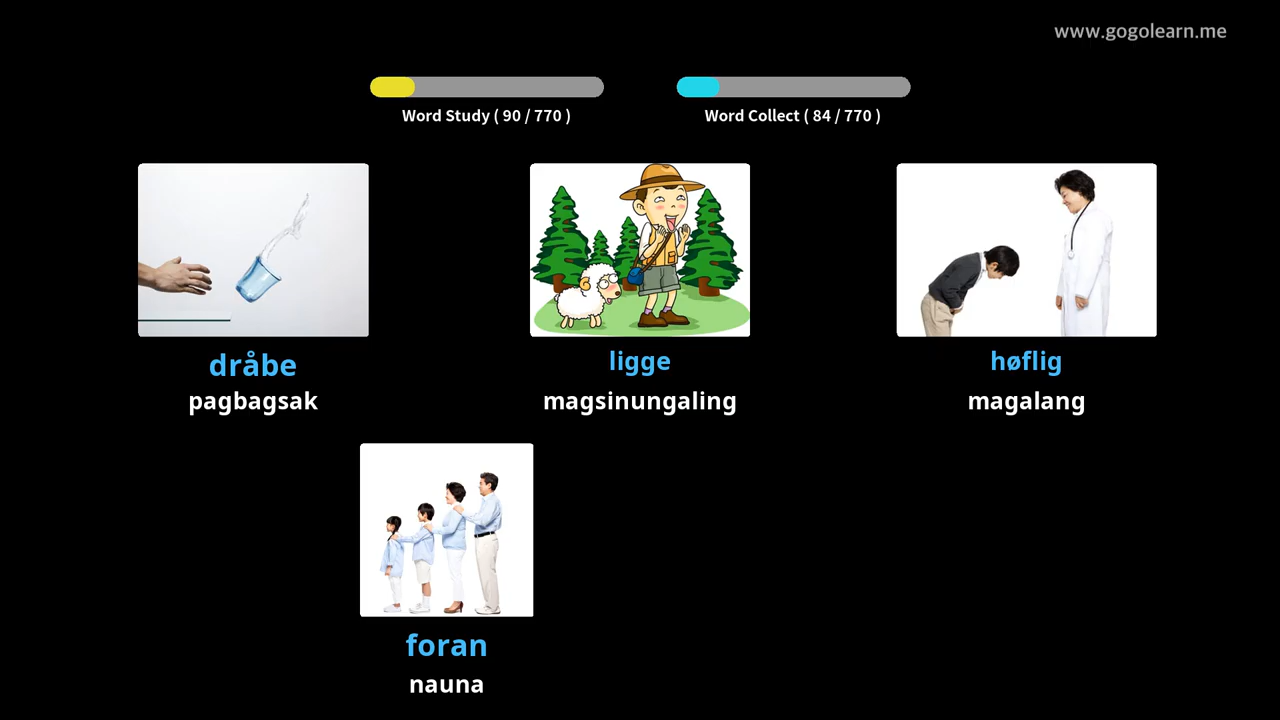 www.gogolearn.me
Word Study ( 90 / 770 )
Word Collect ( 84 / 770 )
dråbe
pagbagsak
ligge
magsinungaling
høflig
magalang
foran
nauna